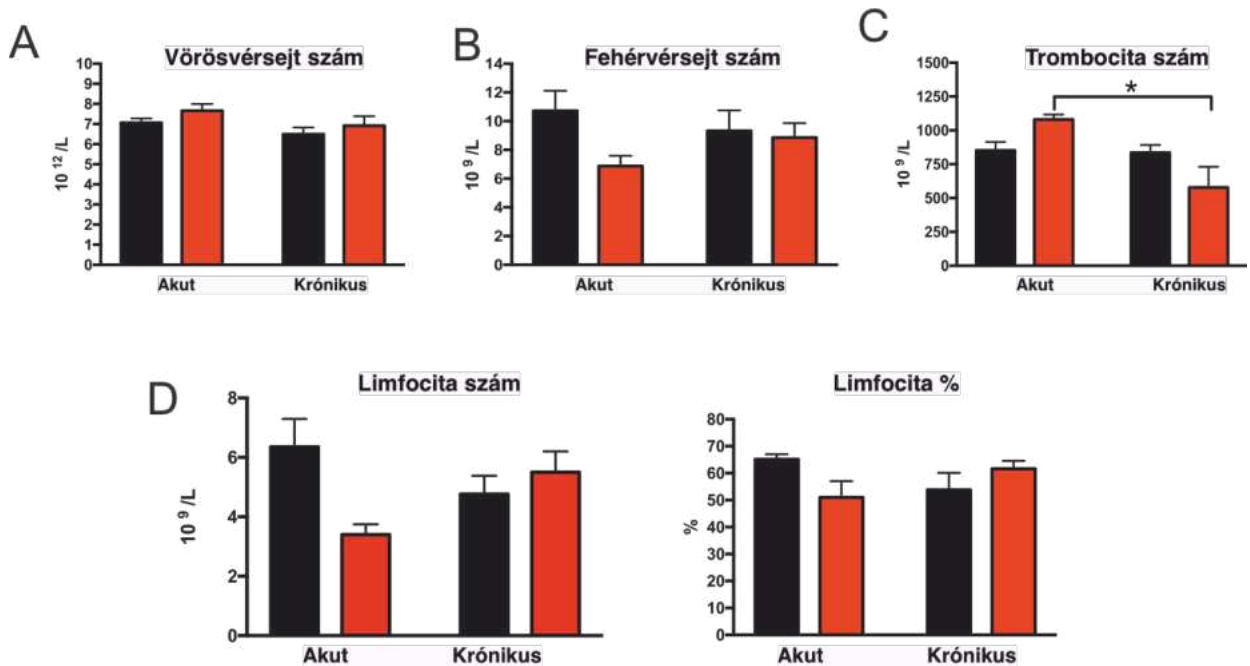 A
Vörösvérsejt szám
10
9
8
7
6
5
4
3
2
1
0
10 12 /L
Akut Krónikus
B
Fehérvérsejt szám
14
12
10
8
6
4
2
0
10 9 /L
Akut Krónikus
C
Trombocita szám
1500
1250
1000
750
500
250
0
10 9 /L
*
Akut Krónikus
D
Limfocita szám
8
6
4
2
0
10 9 /L
Akut Krónikus
Limfocita %
80
70
60
50
40
30
20
10
0
%
Akut Krónikus